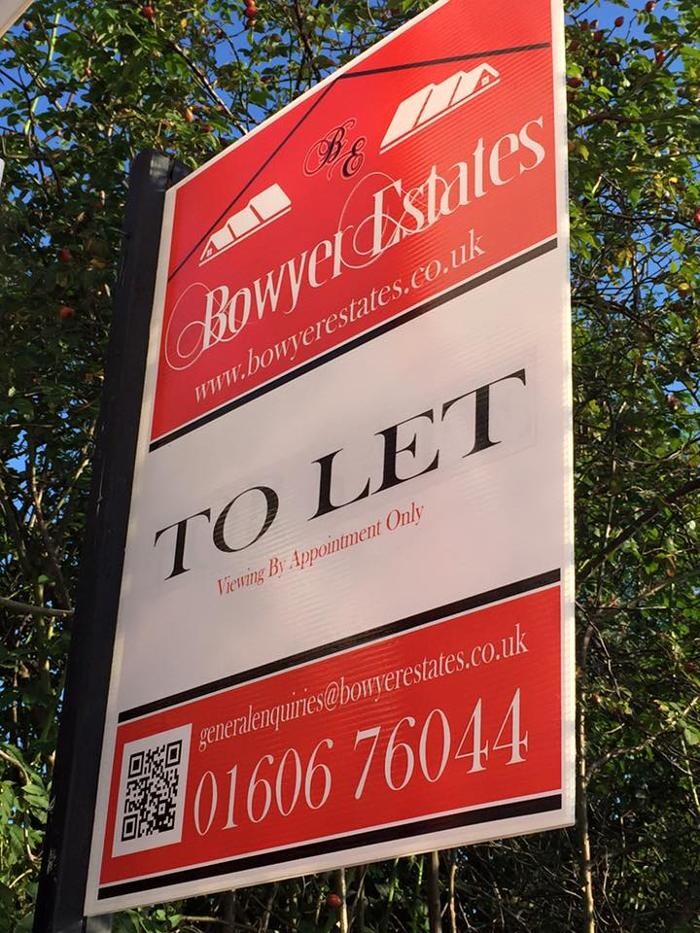 BE
Bowyer Estates
www.bowyerestates.co.uk
TO LET
Viewing By Appointment Only
generalenquiries@bowyerestates.co.uk
01606 76044